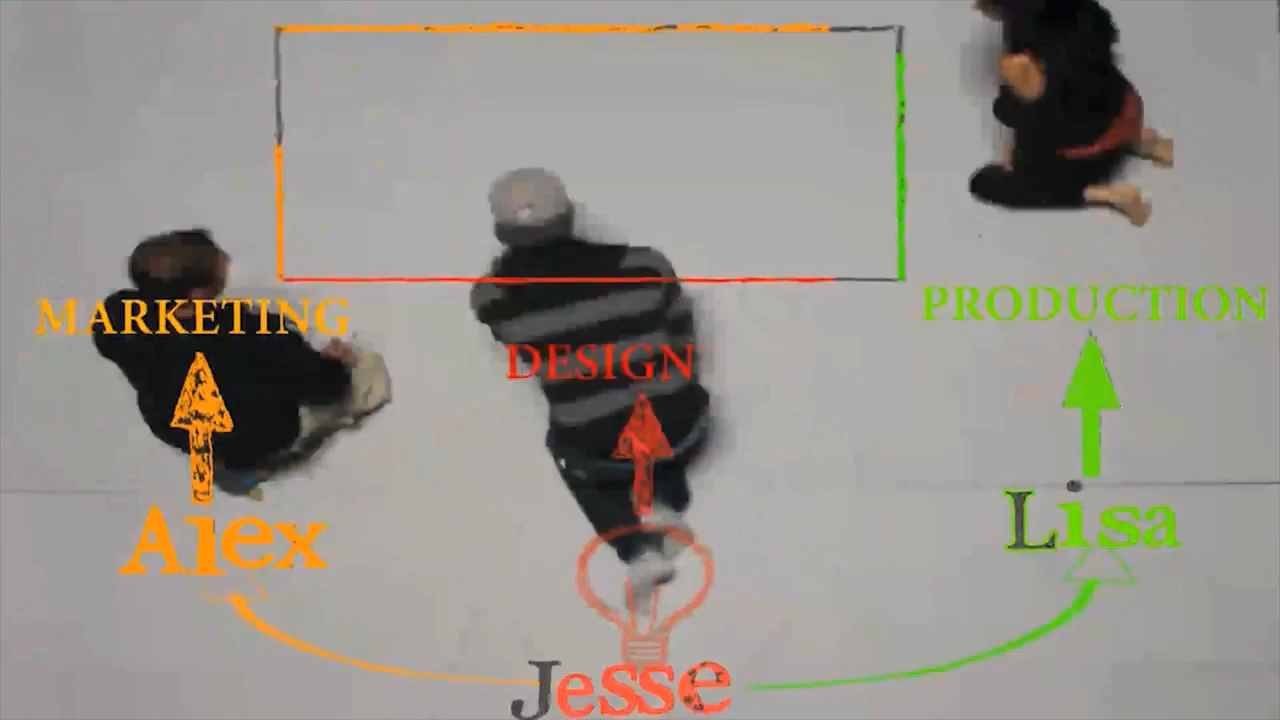 MARKETING
PRODUCTION
DESIGN
Alex
Lisa
Jesse